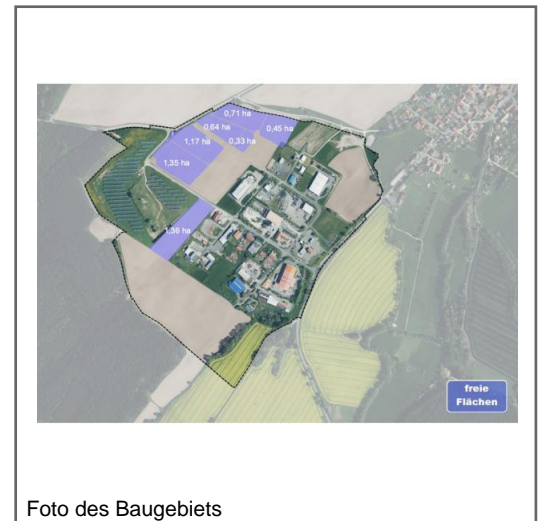 0,71 ha
0,64 ha
0,45 ha
1,17 ha
0,33 ha
1,35 ha
1,36 ha
freie
Flächen
Foto des Baugebiets